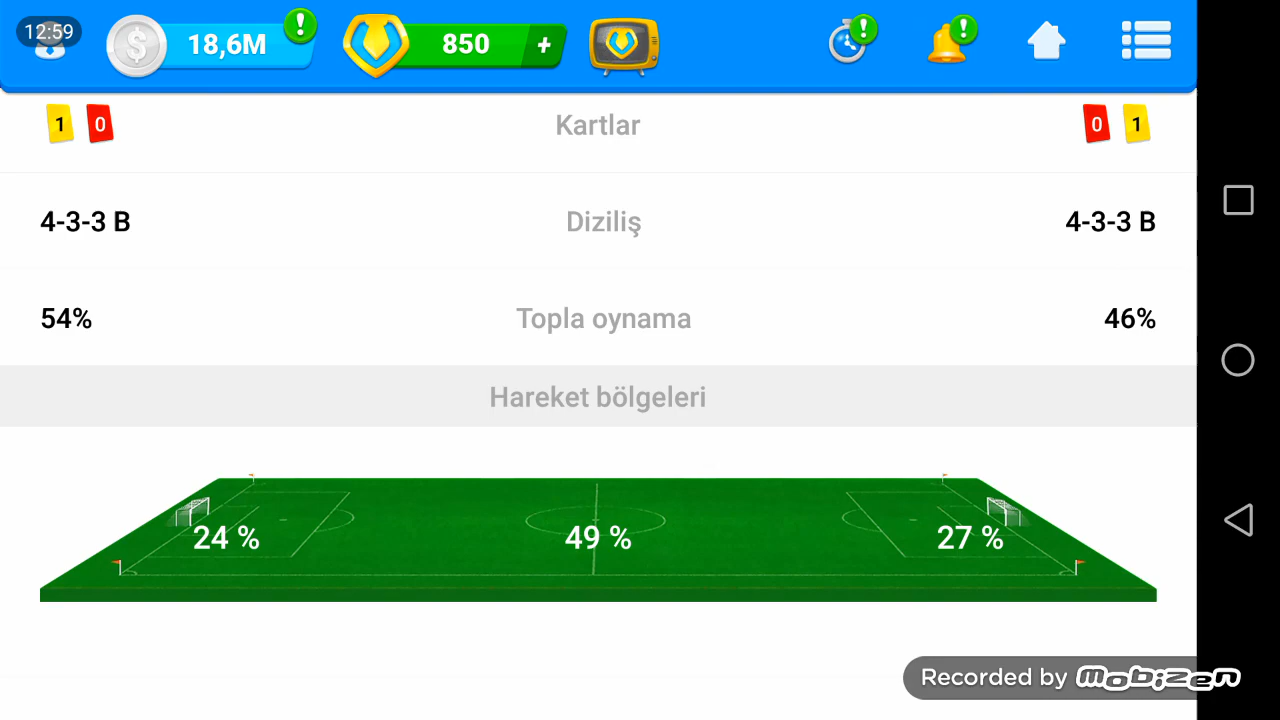 12:59
$ 18,6M ! 850 + ! !
1 0 Kartlar 0 1
4-3-3 B Diziliş 4-3-3 B
54% Topla oynama 46%
Hareket bölgeleri
24 % 49 % 27 %
Recorded by mobizen